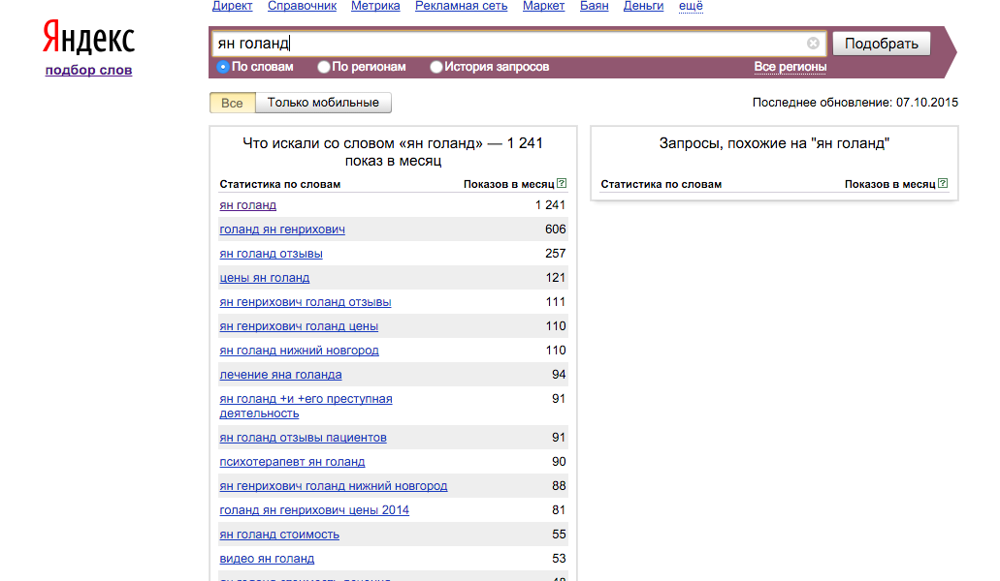 Директ Справочник Метрика Рекламная сеть Маркет Баян Деньги ещё
Яндекс
подбор слов
ян голанд
Подобрать
По словам По регионам История запросов Все регионы
Все Только мобильные
Последнее обновление: 07.10.2015
Что искали со словом «ян голанд» — 1 241
показ в месяц
Статистика по словам Показов в месяц ?
ян голанд 1 241
голанд ян генрихович 606
ян голанд отзывы 257
цены ян голанд 121
ян генрихович голанд отзывы 111
ян генрихович голанд цены 110
ян голанд нижний новгород 110
лечение яна голанда 94
ян голанд +и +его преступная 91
деятельность
ян голанд отзывы пациентов 91
психотерапевт ян голанд 90
ян генрихович голанд нижний новгород 88
голанд ян генрихович цены 2014 81
ян голанд стоимость 55
видео ян голанд 53
Запросы, похожие на "ян голанд"
Статистика по словам Показов в месяц ?